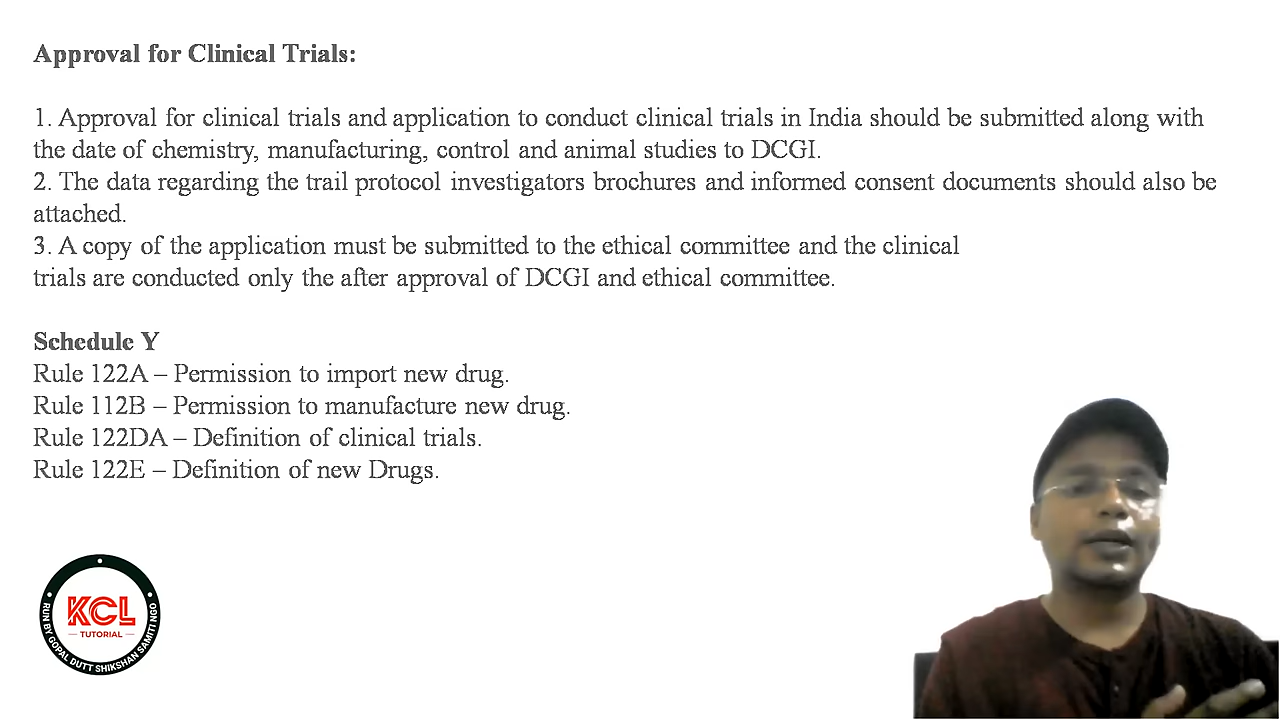 Approval for Clinical Trials:
1. Approval for clinical trials and application to conduct clinical trials in India should be submitted along with
the date of chemistry, manufacturing, control and animal studies to DCGI.
2. The data regarding the trail protocol investigators brochures and informed consent documents should also be
attached.
3. A copy of the application must be submitted to the ethical committee and the clinical
trials are conducted only the after approval of DCGI and ethical committee.
Schedule Y
Rule 122A – Permission to import new drug.
Rule 112B – Permission to manufacture new drug.
Rule 122DA – Definition of clinical trials.
Rule 122E – Definition of new Drugs.
KCL
TUTORIAL
RUN BY GOPAL DUTT SHIKSHAN SAMITI NGO